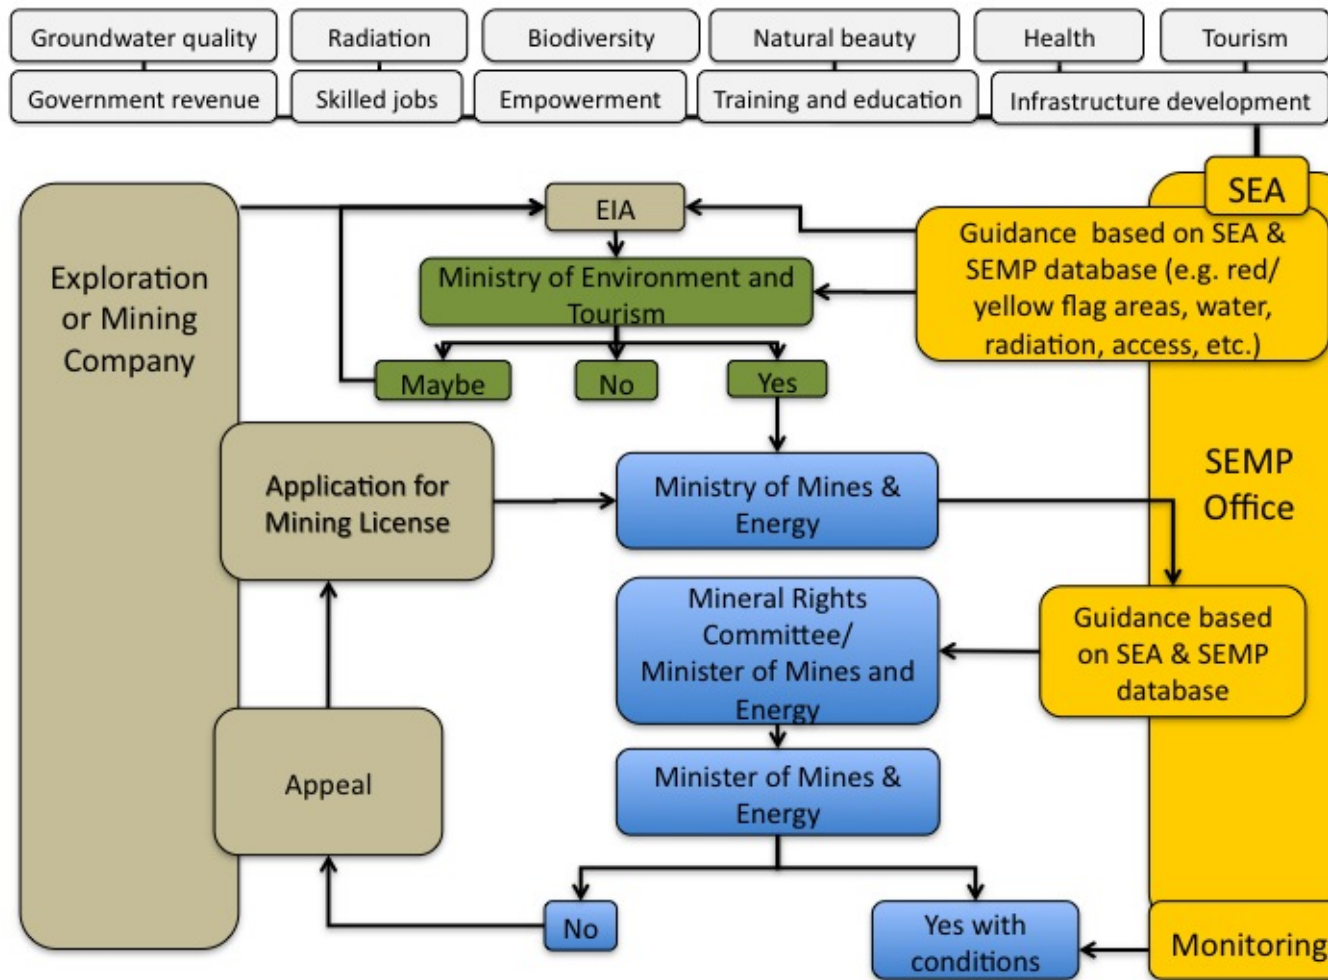 Groundwater quality
Radiation
Biodiversity
Natural beauty
Health
Tourism
Government revenue
Skilled jobs
Empowerment
Training and education
Infrastructure development
SEA
EIA
Guidance based on SEA &
SEMP database (e.g. red/
yellow flag areas, water,
radiation, access, etc.)
Exploration
or Mining
Company
Ministry of Environment and
Tourism
Maybe
No
Yes
Application for
Mining License
Ministry of Mines &
Energy
SEMP
Office
Mineral Rights
Committee/
Minister of Mines and
Energy
Guidance based
on SEA & SEMP
database
Appeal
Minister of Mines &
Energy
No
Yes with
conditions
Monitoring